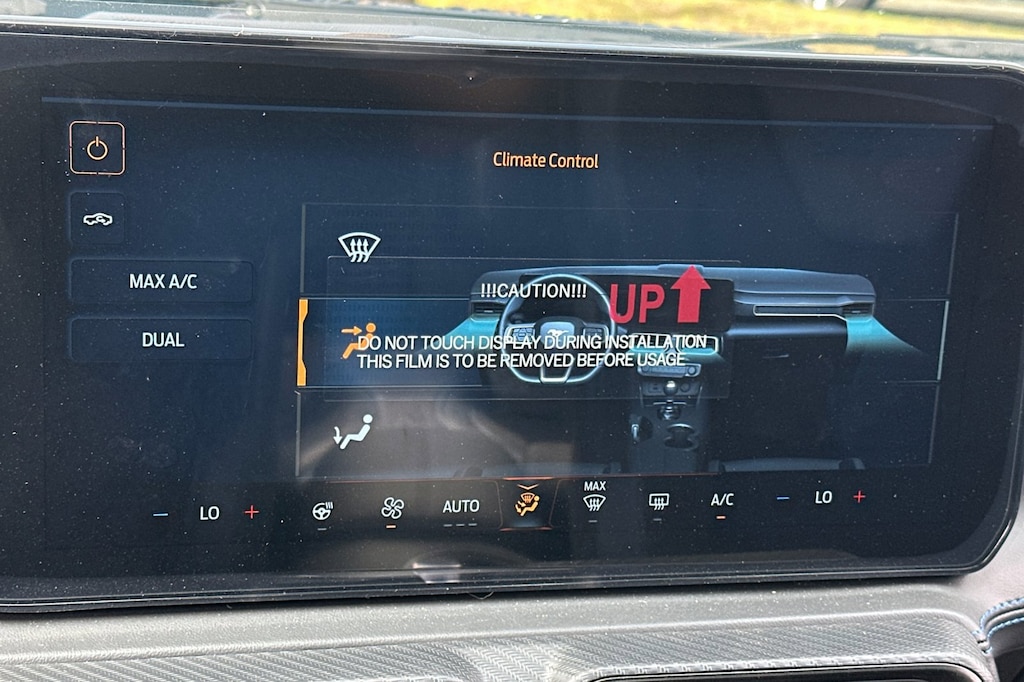 Climate Control
MAX A/C
DUAL
!!!CAUTION!!!
UP
DO NOT TOUCH DISPLAY DURING INSTALLATION
THIS FILM IS TO BE REMOVED BEFORE USAGE
LO
AUTO
MAX
A/C
LO